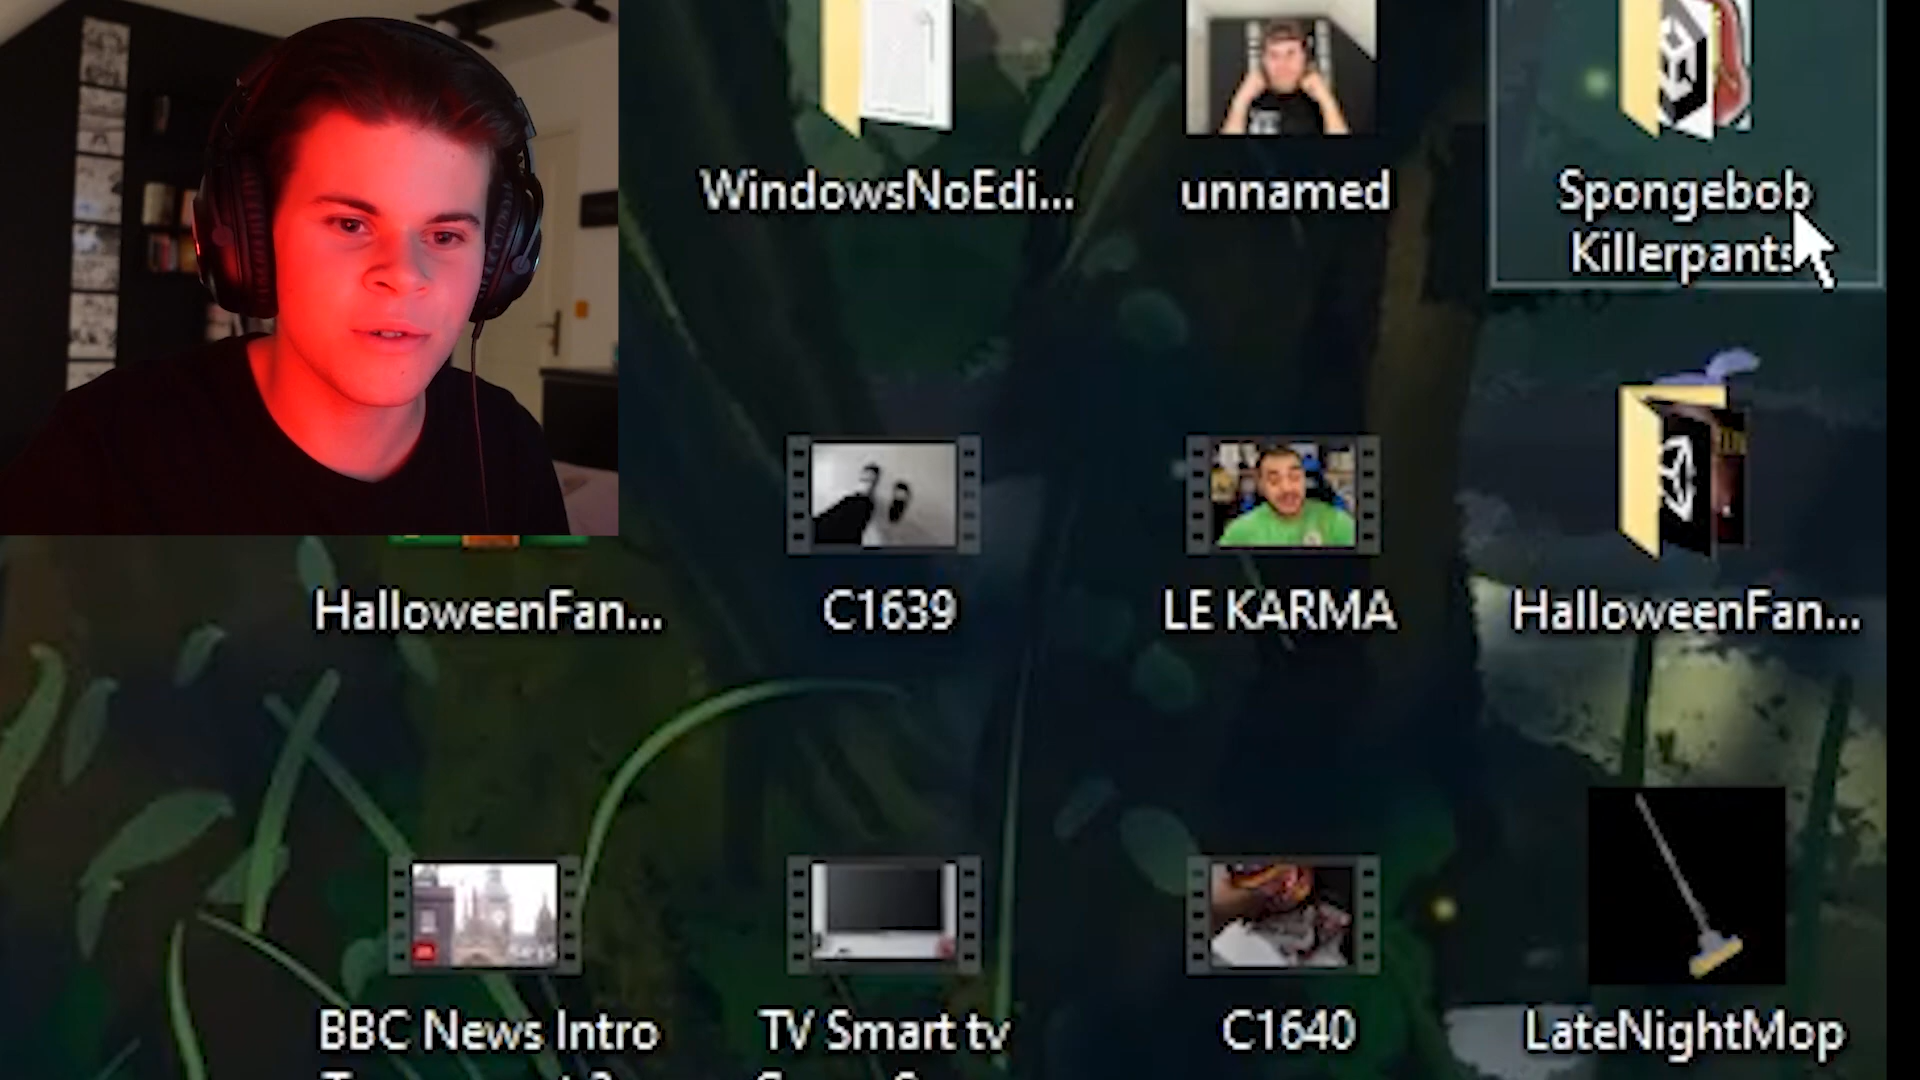 WindowsNoEdi...
unnamed
Spongebob
Killerpants
HalloweenFan...
C1639
LE KARMA
HalloweenFan...
BBC News Intro
TV Smart tv
C1640
LateNightMop